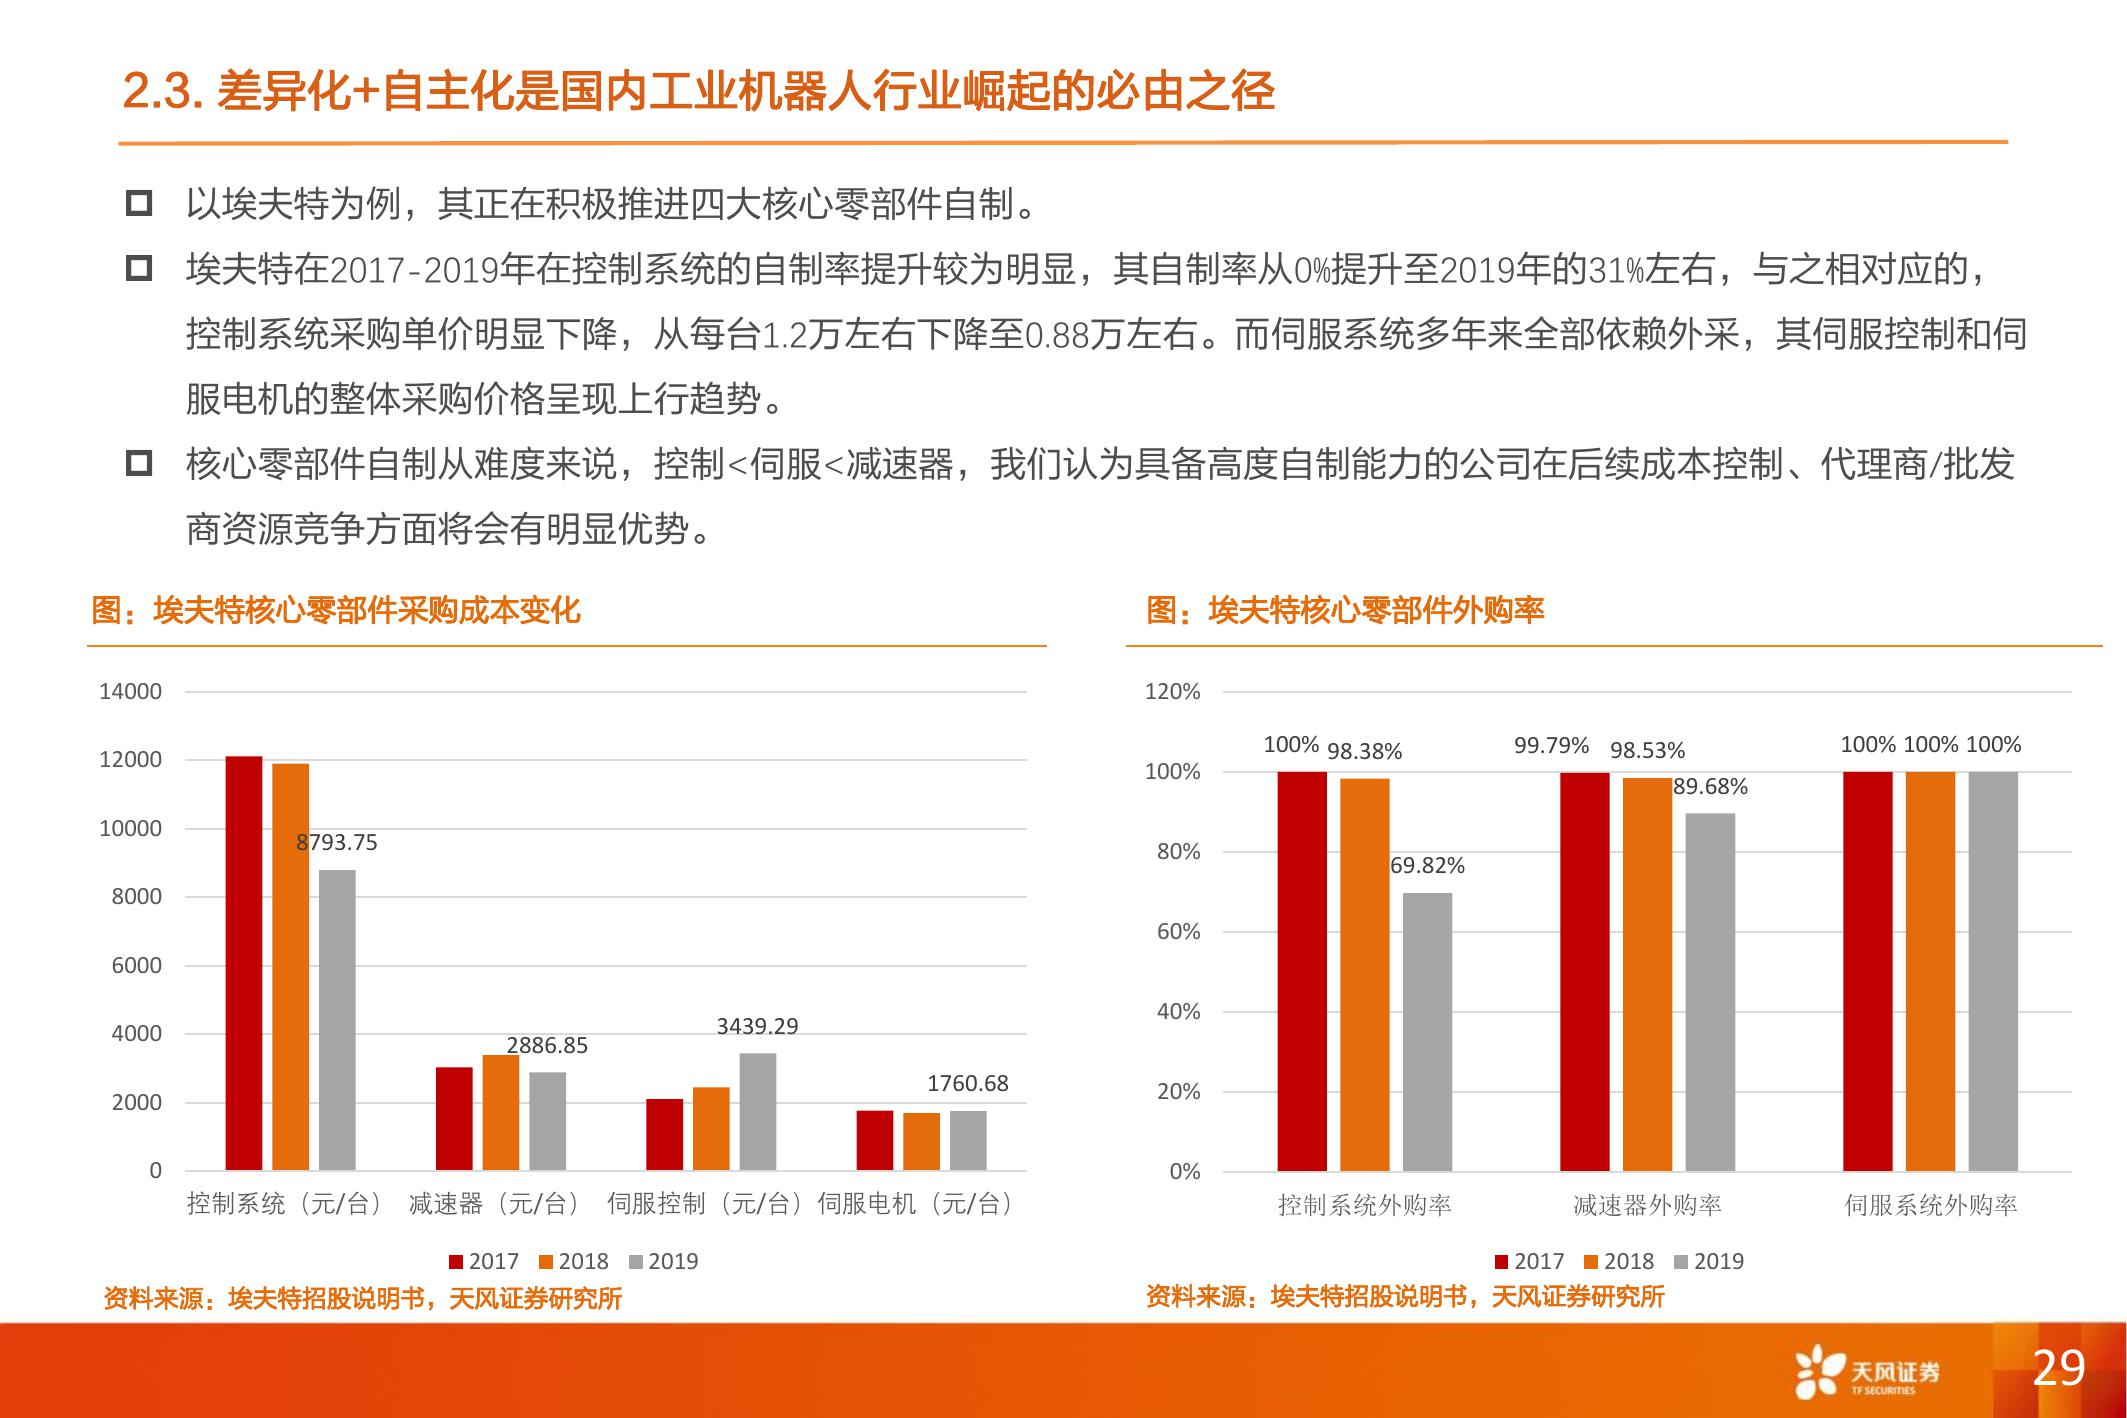 2.3. 差异化+自主化是国内工业机器人行业崛起的必由之径
以埃夫特为例，其正在积极推进四大核心零部件自制。
埃夫特在2017-2019年在控制系统的自制率提升较为明显，其自制率从0%提升至2019年的31%左右，与之相对应的，
控制系统采购单价明显下降，从每台1.2万左右下降至0.88万左右。而伺服系统多年来全部依赖外采，其伺服控制和伺
服电机的整体采购价格呈现上行趋势。
核心零部件自制从难度来说，控制<伺服<减速器，我们认为具备高度自制能力的公司在后续成本控制、代理商/批发
商资源竞争方面将会有明显优势。
图：埃夫特核心零部件采购成本变化
14000
12000
10000
8000
6000
4000
2000
0
8793.75
2886.85
3439.29
1760.68
控制系统（元/台） 减速器（元/台） 伺服控制（元/台） 伺服电机（元/台）
2017 2018 2019
资料来源：埃夫特招股说明书，天风证券研究所
图：埃夫特核心零部件外购率
120%
100%
80%
60%
40%
20%
0%
100% 98.38% 69.82%
99.79% 98.53% 89.68%
100% 100% 100%
控制系统外购率 减速器外购率 伺服系统外购率
2017 2018 2019
资料来源：埃夫特招股说明书，天风证券研究所
天风证券
TF SECURITIES
29